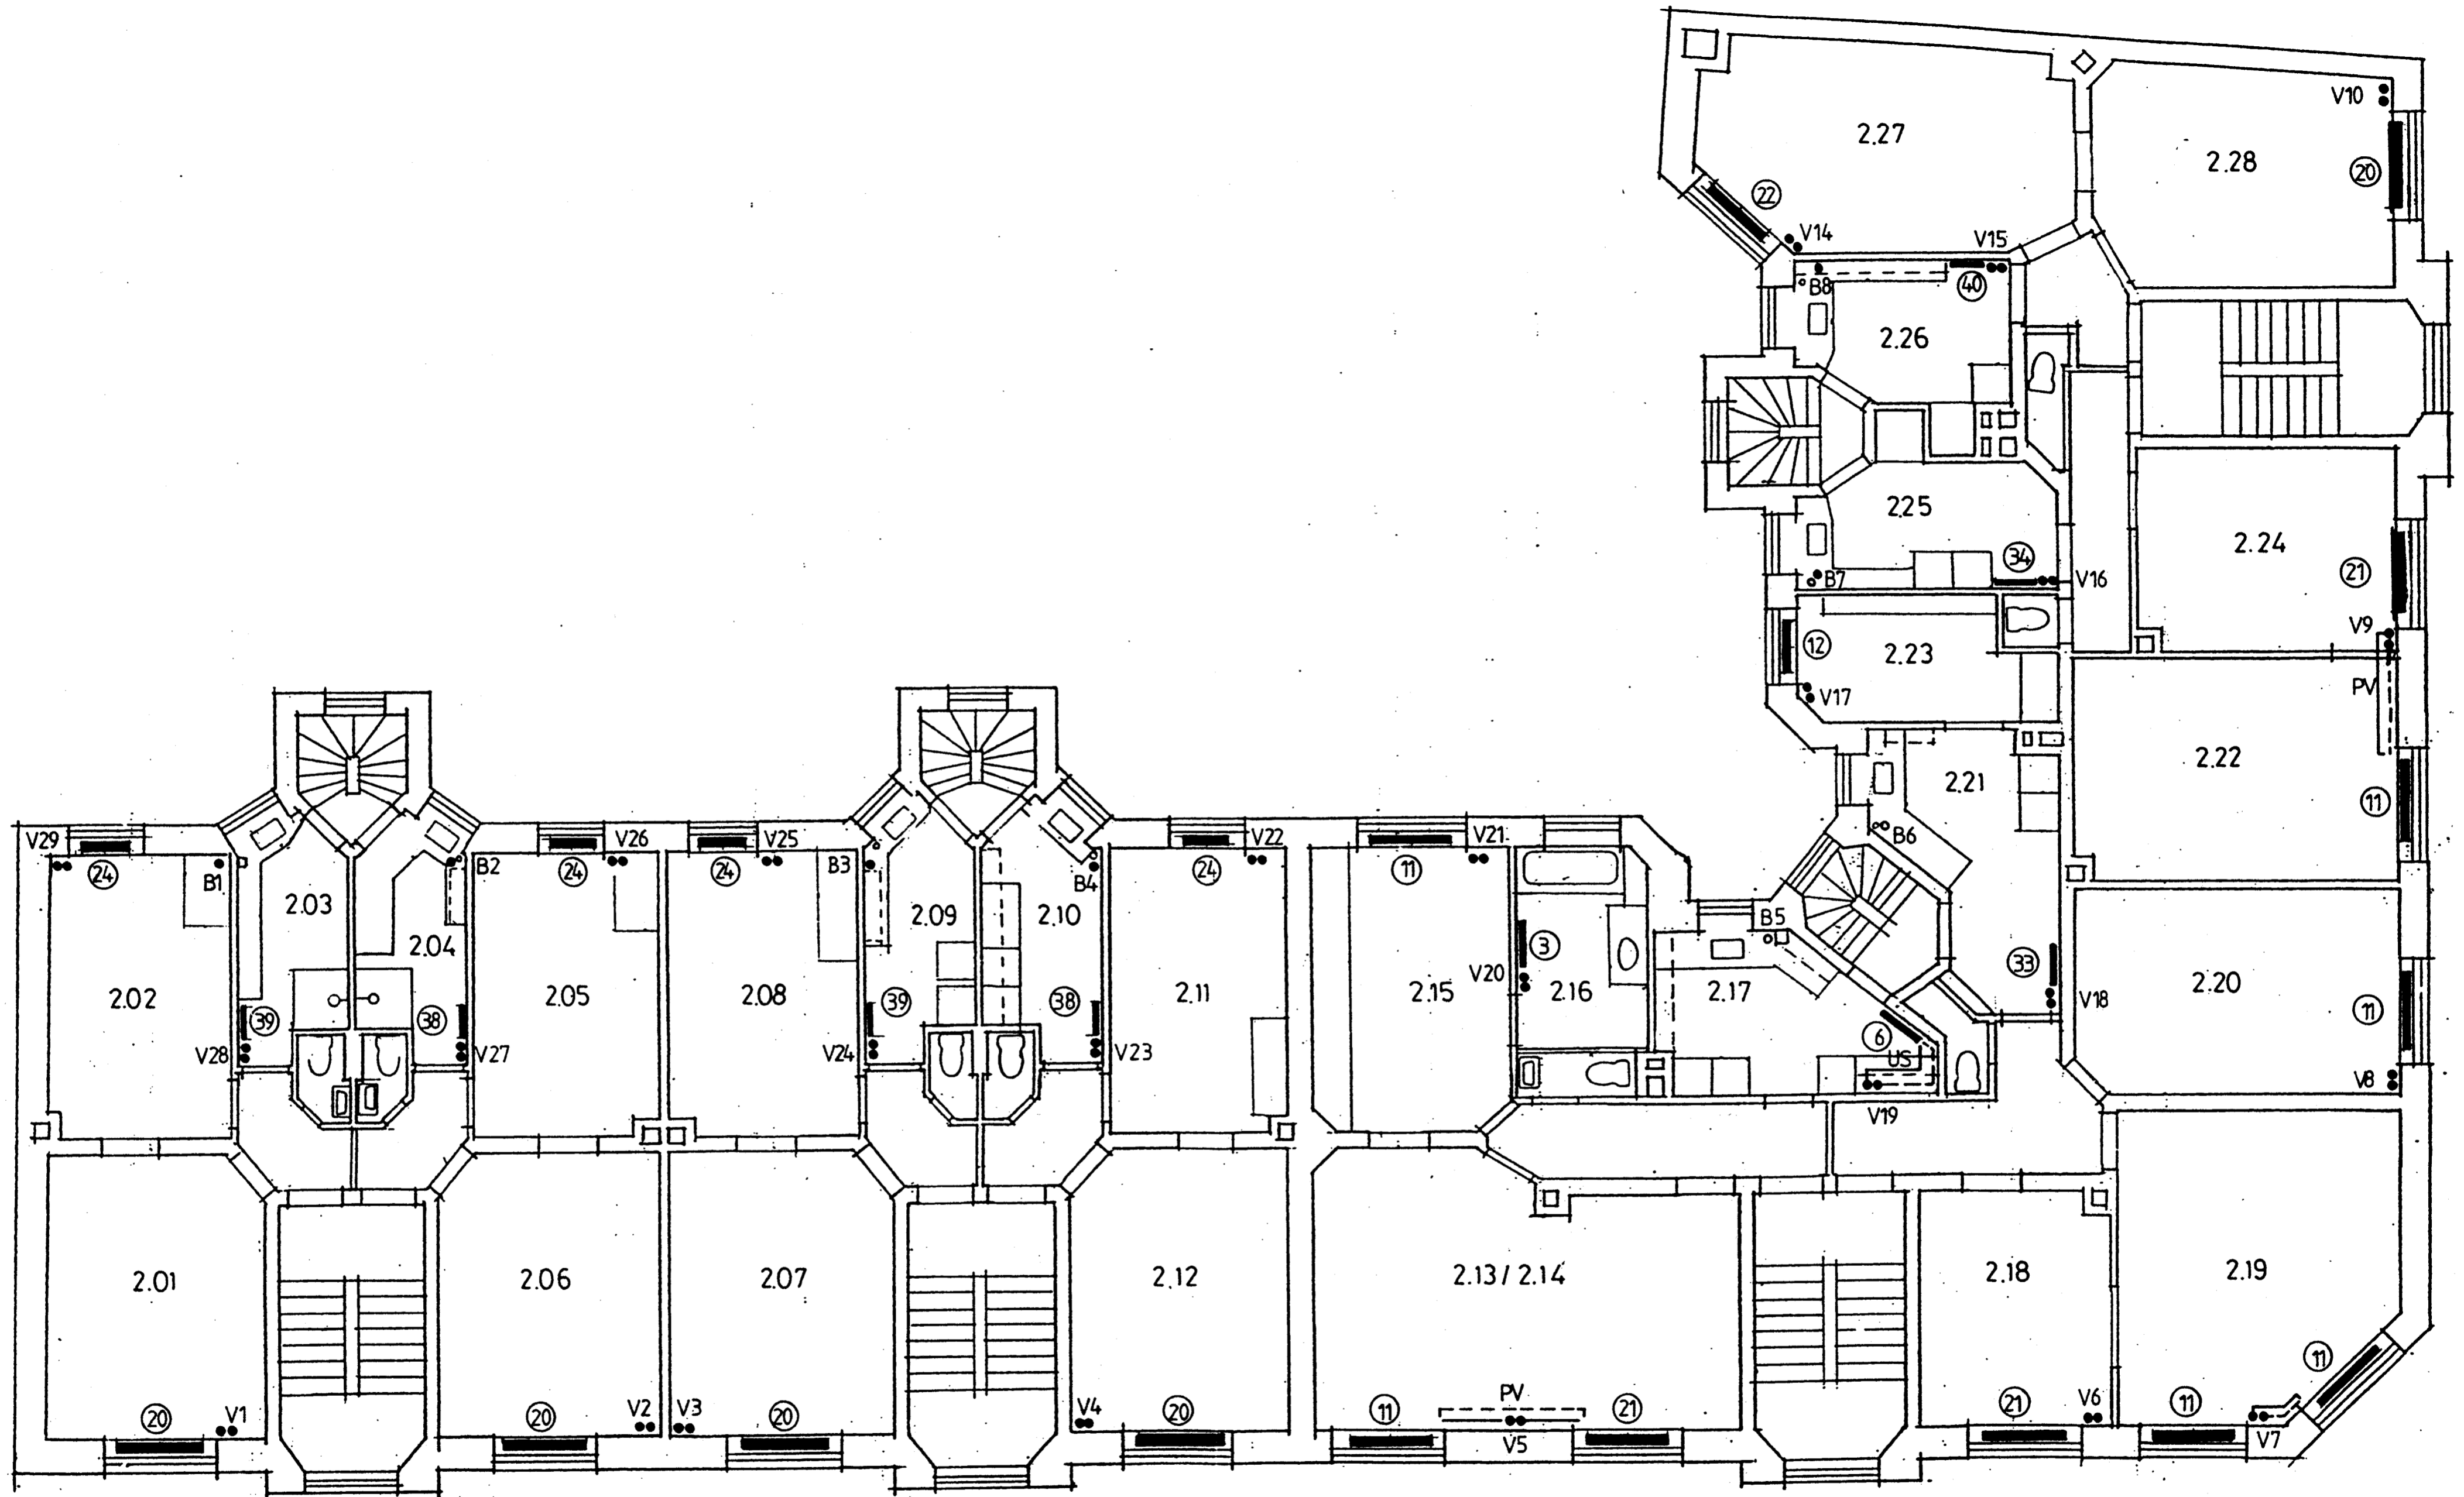 V10
2.27
2.28
20
22
V14
V15
B8
40
2.26
2.25
2.24
34
21
B7
V16
V9
12
2.23
PV
V17
2.22
2.21
11
B6
V29
V26
V25
V22
V21
24
B1
B2
24
24
B3
B4
24
11
2.03
2.09
2.10
B5
2.04
3
33
V20
2.02
2.05
2.08
2.11
2.15
2.16
2.17
V18
2.20
11
39
38
39
38
6
V28
V27
V24
V23
US
V8
V19
2.01
2.06
2.07
2.12
2.13 / 2.14
2.18
2.19
11
20
V1
20
V2
V3
20
V4
20
11
PV
V5
21
21
V6
11
V7